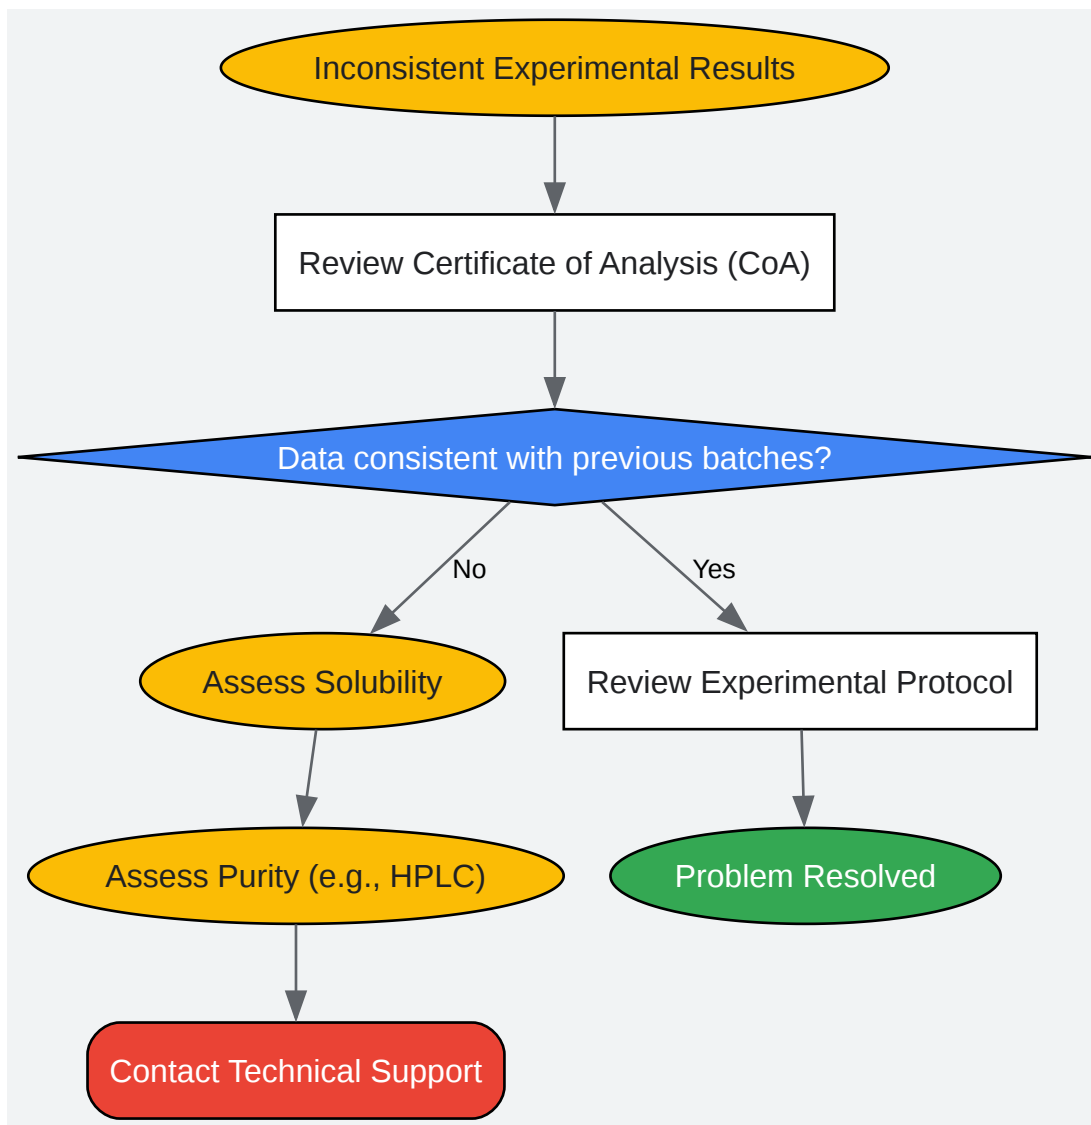 Inconsistent Experimental Results
Review Certificate of Analysis (CoA)
Data consistent with previous batches?
No
Yes
Assess Solubility
Review Experimental Protocol
Assess Purity (e.g., HPLC)
Problem Resolved
Contact Technical Support